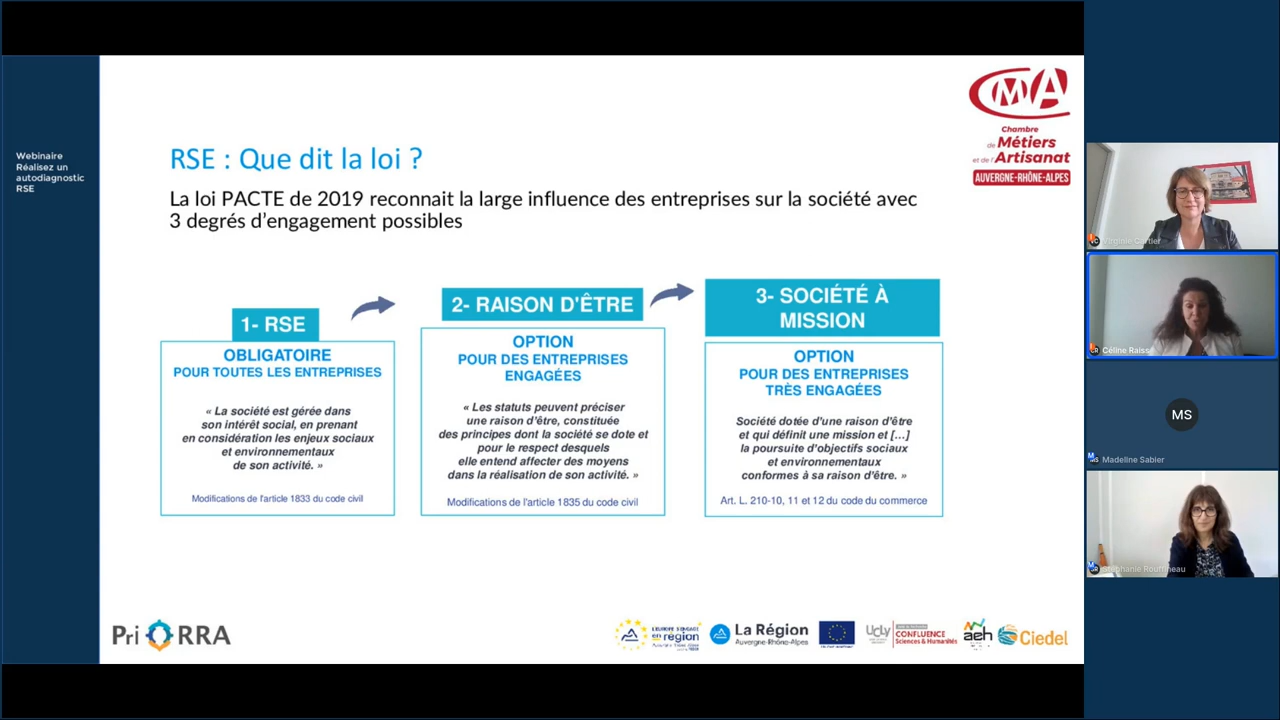 Webinaire
Réalisez un
autodiagnostic
RSE
CMA
Chambre
de Métiers
et de l'Artisanat
AUVERGNE-RHÔNE-ALPES
RSE : Que dit la loi ?
La loi PACTE de 2019 reconnait la large influence des entreprises sur la société avec
3 degrés d'engagement possibles
1- RSE
OBLIGATOIRE
POUR TOUTES LES ENTREPRISES
« La société est gérée dans
son intérêt social, en prenant
en considération les enjeux sociaux
et environnementaux
de son activité. »
Modifications de l'article 1833 du code civil
2- RAISON D'ÊTRE
OPTION
POUR DES ENTREPRISES
ENGAGÉES
« Les statuts peuvent préciser
une raison d'être, constituée
des principes dont la société se dote et
pour le respect desquels
elle entend affecter des moyens
dans la réalisation de son activité. »
Modifications de l'article 1835 du code civil
3- SOCIÉTÉ À
MISSION
OPTION
POUR DES ENTREPRISES
TRÈS ENGAGÉES
Société dotée d'une raison d'être
et qui définit une mission et [...]
la poursuite d'objectifs sociaux
et environnementaux
conformes à sa raison d'être. »
Art. L. 210-10, 11 et 12 du code du commerce
PriORRA
en région
La Région
Auvergne-Rhône-Alpes
UCLy
CONFLUENCE
Sciences & Humanités
aeh
Ciedel
Céline
MS
Madeline Sabier